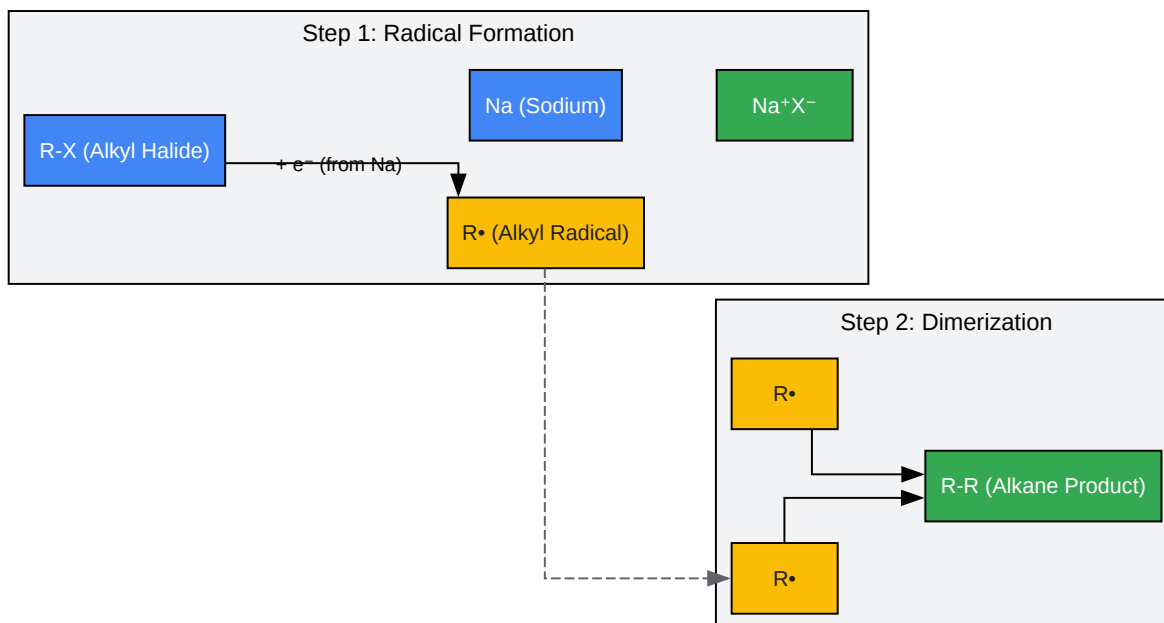 Step 1: Radical Formation
Na (Sodium)
Na⁺X⁻
R-X (Alkyl Halide)
+ e⁻ (from Na)
R• (Alkyl Radical)
Step 2: Dimerization
R•
R-R (Alkane Product)
R•